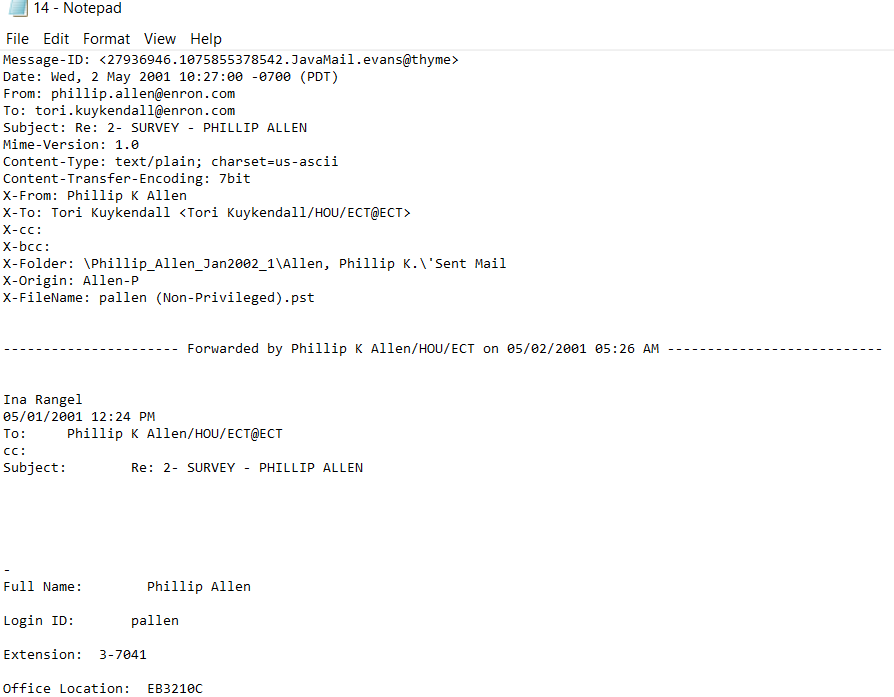 14 - Notepad
File Edit Format View Help
Message-ID: <27936946.1075855378542.JavaMail.evans@thyme>
Date: Wed, 2 May 2001 10:27:00 -0700 (PDT)
From: phillip.allen@enron.com
To: tori.kuykendall@enron.com
Subject: Re: 2- SURVEY - PHILLIP ALLEN
Mime-Version: 1.0
Content-Type: text/plain; charset=us-ascii
Content-Transfer-Encoding: 7bit
X-From: Phillip K Allen
X-To: Tori Kuykendall <Tori Kuykendall/HOU/ECT@ECT>
X-cc:
X-bcc:
X-Folder: \Phillip_Allen_Jan2002_1\Allen, Phillip K.\'Sent Mail
X-Origin: Allen-P
X-FileName: pallen (Non-Privileged).pst
---------------------- Forwarded by Phillip K Allen/HOU/ECT on 05/02/2001 05:26 AM ---------------------------
Ina Rangel
05/01/2001 12:24 PM
To:     Phillip K Allen/HOU/ECT@ECT
cc:
Subject:        Re: 2- SURVEY - PHILLIP ALLEN
-
Full Name:        Phillip Allen
Login ID:       pallen
Extension:  3-7041
Office Location:  EB3210C